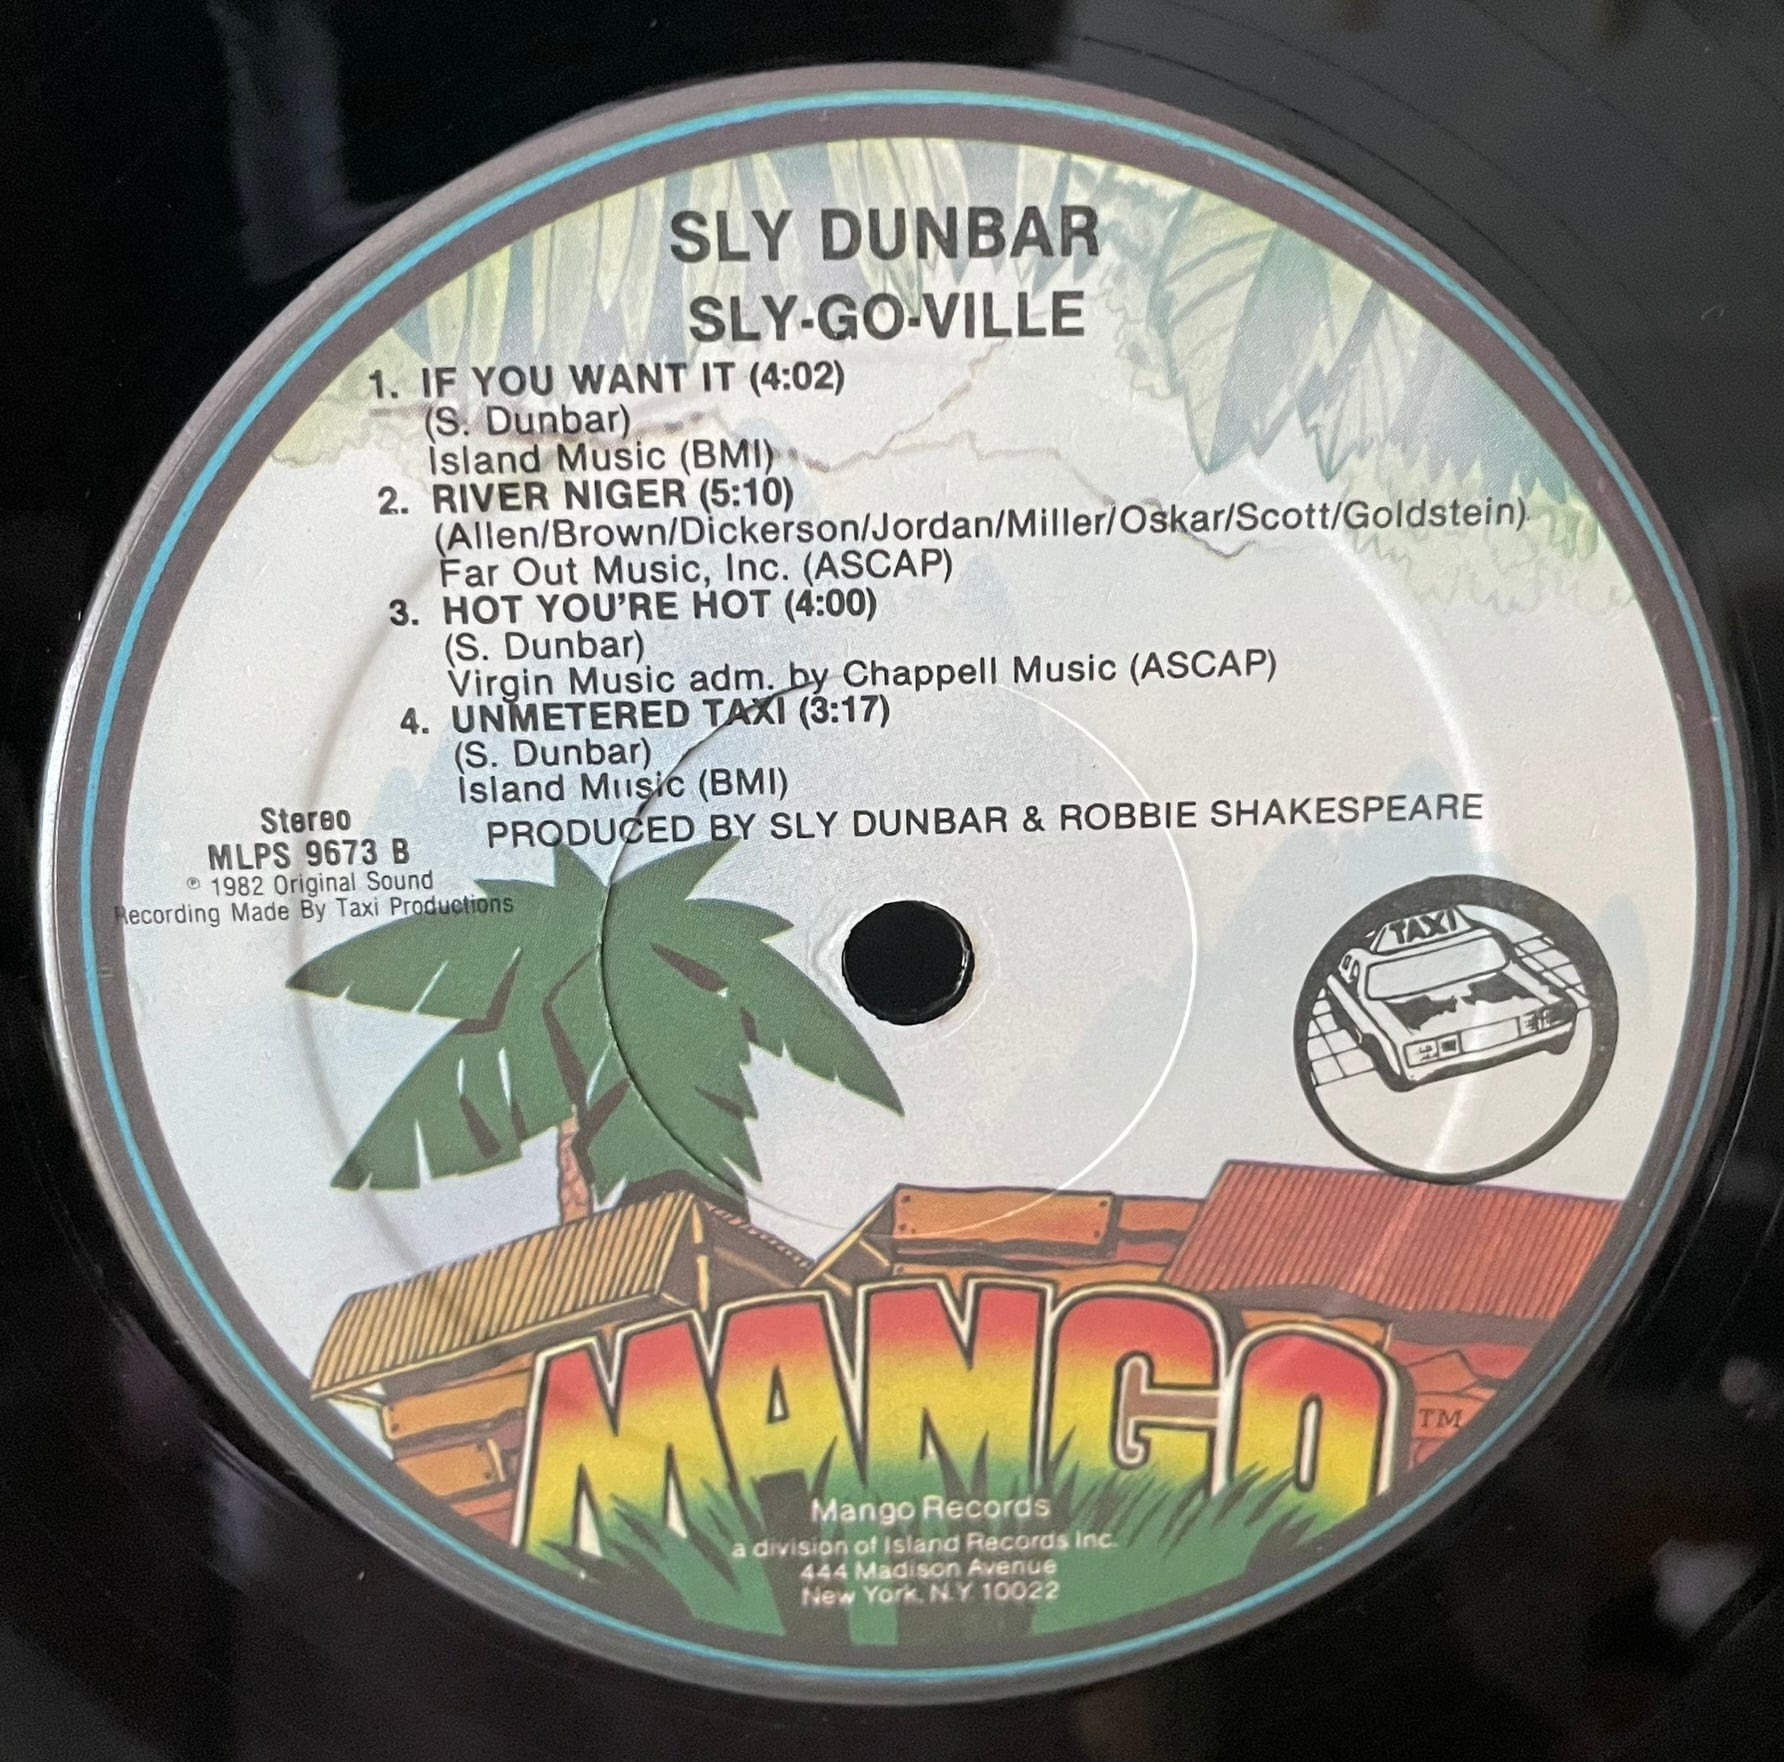 SLY DUNBAR
SLY-GO-VILLE
1. IF YOU WANT IT (4:02)
(S. Dunbar)
Island Music (BMI)
2. RIVER NIGER (5:10)
(Allen/Brown/Dickerson/Jordan/Miller/Oskar/Scott/Goldstein)
Far Out Music, Inc. (ASCAP)
3. HOT YOU'RE HOT (4:00)
(S. Dunbar)
Virgin Music adm. by Chappell Music (ASCAP)
4. UNMETERED TAXI (3:17)
(S. Dunbar)
Island Music (BMI)
PRODUCED BY SLY DUNBAR & ROBBIE SHAKESPEARE
Stereo
MLPS 9673 B
℗ 1982 Original Sound
Recording Made By Taxi Productions
TAXI
MANGO TM
Mango Records
a division of Island Records Inc.
444 Madison Avenue
New York, N.Y. 10022